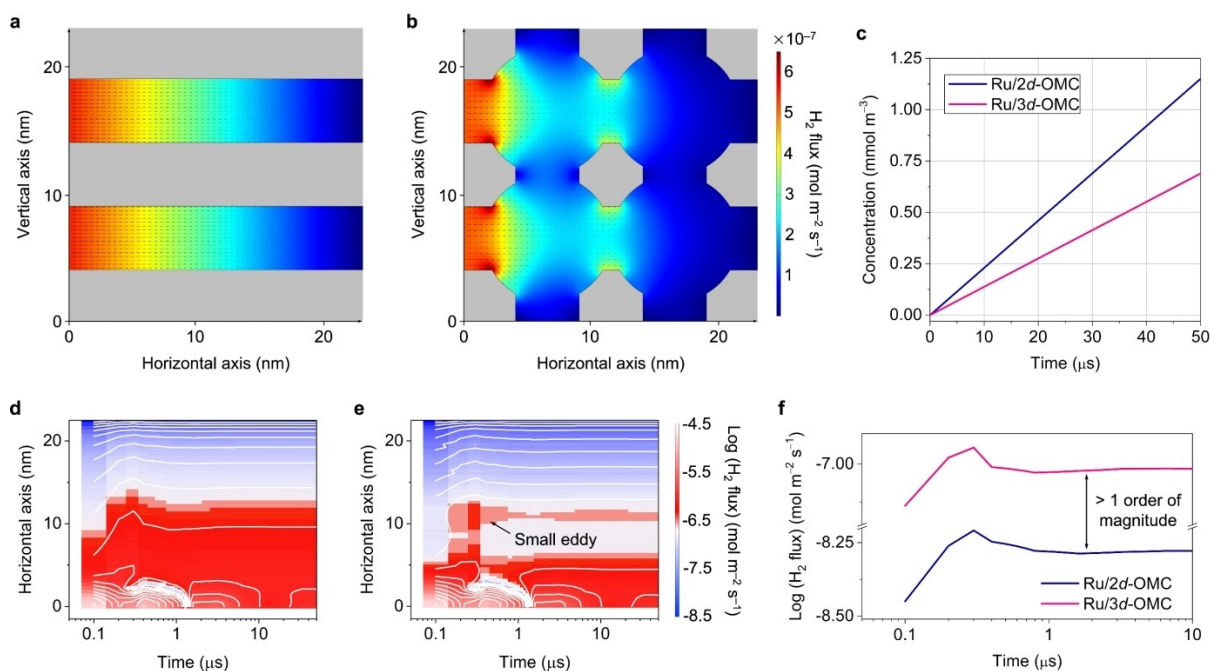 a
Vertical axis (nm)
20
10
0
0
10
20
Horizontal axis (nm)
b
Vertical axis (nm)
20
10
0
0
10
20
Horizontal axis (nm)
×10⁻⁷
6
5
4
3
2
1
H₂ flux (mol m⁻² s⁻¹)
c
Concentration (mmol m⁻³)
1.25
1.00
0.75
0.50
0.25
0.00
Ru/2d-OMC
Ru/3d-OMC
0 10 20 30 40 50
Time (μs)
d
Horizontal axis (nm)
20
10
0
0.1 1 10
Time (μs)
e
Horizontal axis (nm)
20
10
0
Small eddy
0.1 1 10
Time (μs)
-4.5
-5.5
-6.5
-7.5
-8.5
Log (H₂ flux) (mol m⁻² s⁻¹)
f
Log (H₂ flux) (mol m⁻² s⁻¹)
-7.00
-8.25
-8.50
> 1 order of
magnitude
Ru/2d-OMC
Ru/3d-OMC
0.1 1 10
Time (μs)